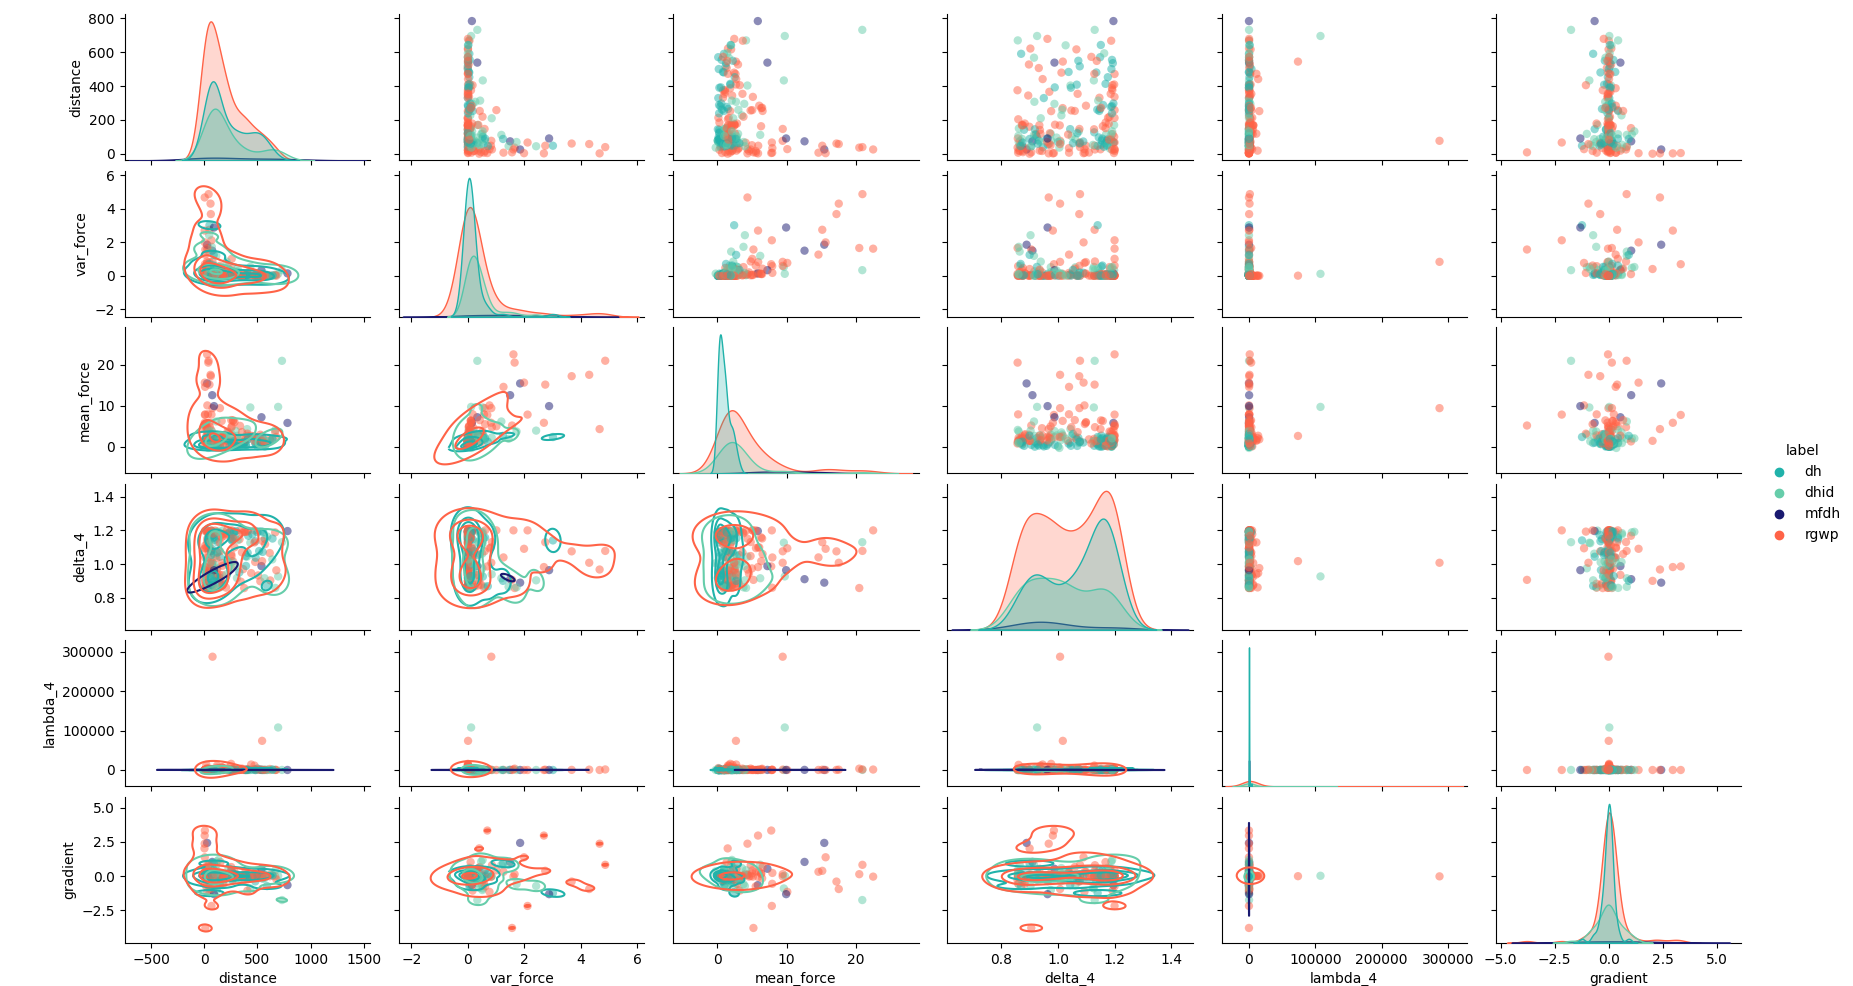 800
600
400
200
0
distance
6
4
2
0
−2
var_force
20
10
0
mean_force
label
dh
dhid
mfdh
rgwp
1.4
1.2
1.0
0.8
delta_4
300000
200000
100000
0
lambda_4
5.0
2.5
0.0
−2.5
gradient
−500 0 500 1000 1500
distance
−2 0 2 4 6
var_force
0 10 20
mean_force
0.8 1.0 1.2 1.4
delta_4
0 100000 200000 300000
lambda_4
−5.0 −2.5 0.0 2.5 5.0
gradient